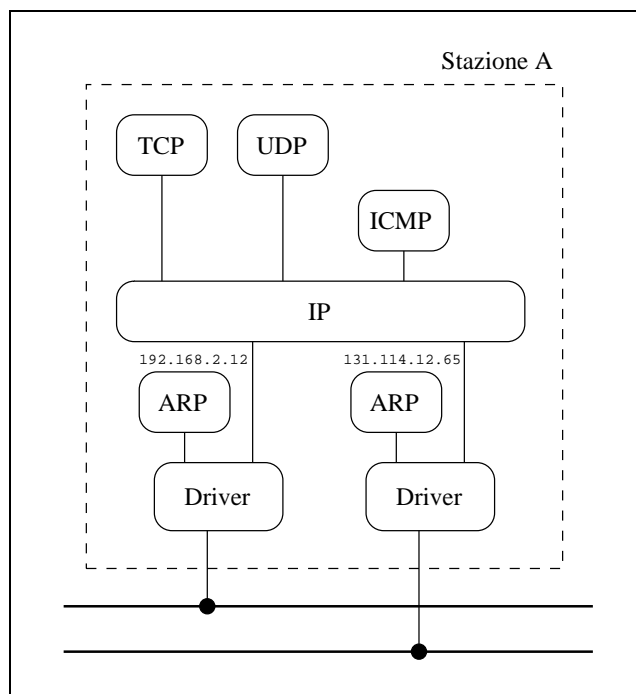 Stazione A
TCP UDP
ICMP
IP
192.168.2.12 131.114.12.65
ARP ARP
Driver Driver